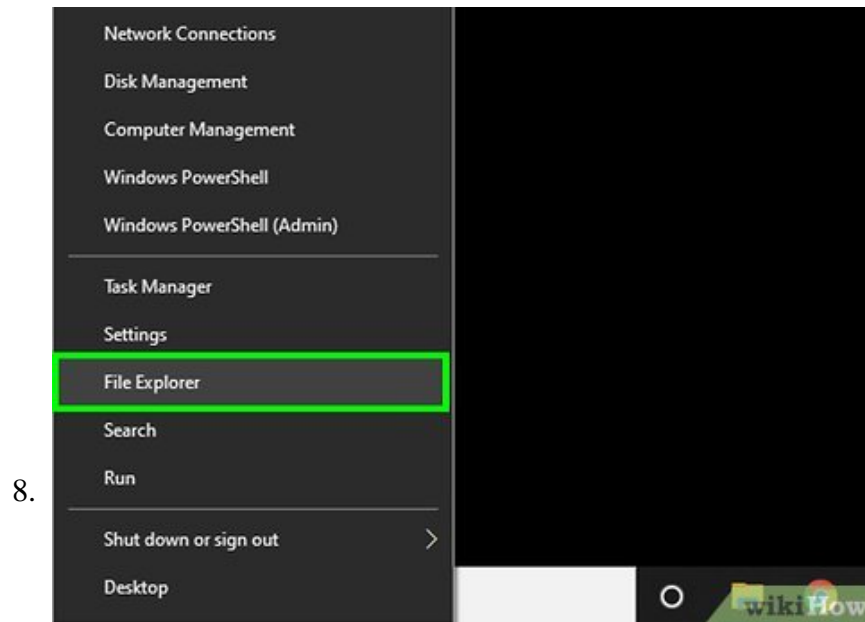 Network Connections
Disk Management
Computer Management
Windows PowerShell
Windows PowerShell (Admin)
Task Manager
Settings
File Explorer
Search
Run
8.
Shut down or sign out
Desktop
wikiHow